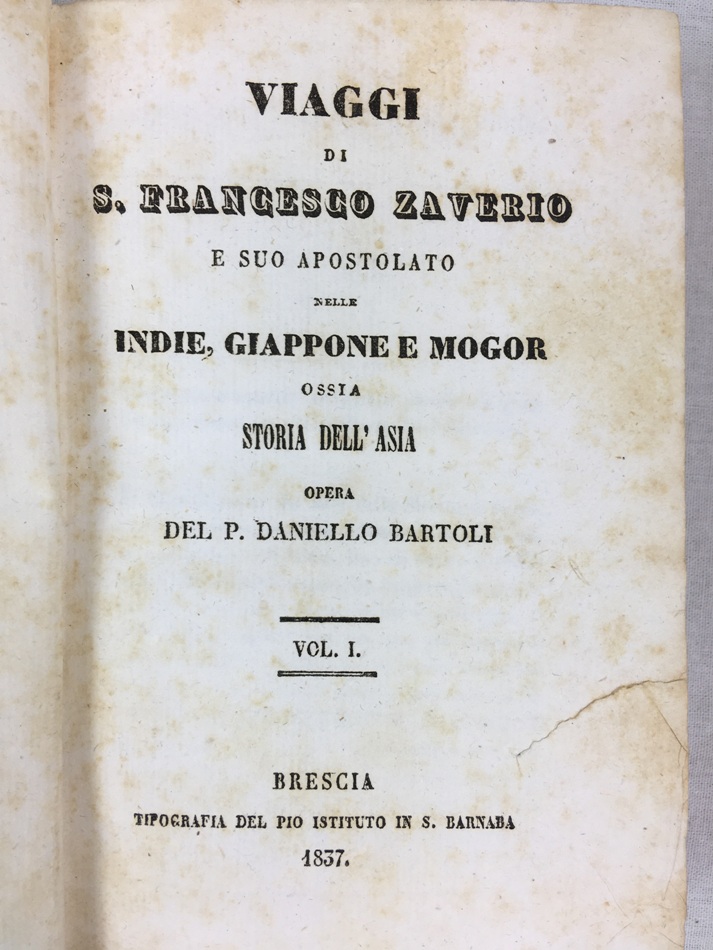 VIAGGI
DI
S. FRANCESCO ZAVERIO
E SUO APOSTOLATO
NELLE
INDIE, GIAPPONE E MOGOR
OSSIA
STORIA DELL' ASIA
OPERA
DEL P. DANIELLO BARTOLI
VOL. I.
BRESCIA
TIPOGRAFIA DEL PIO ISTITUTO IN S. BARNABA
1837.